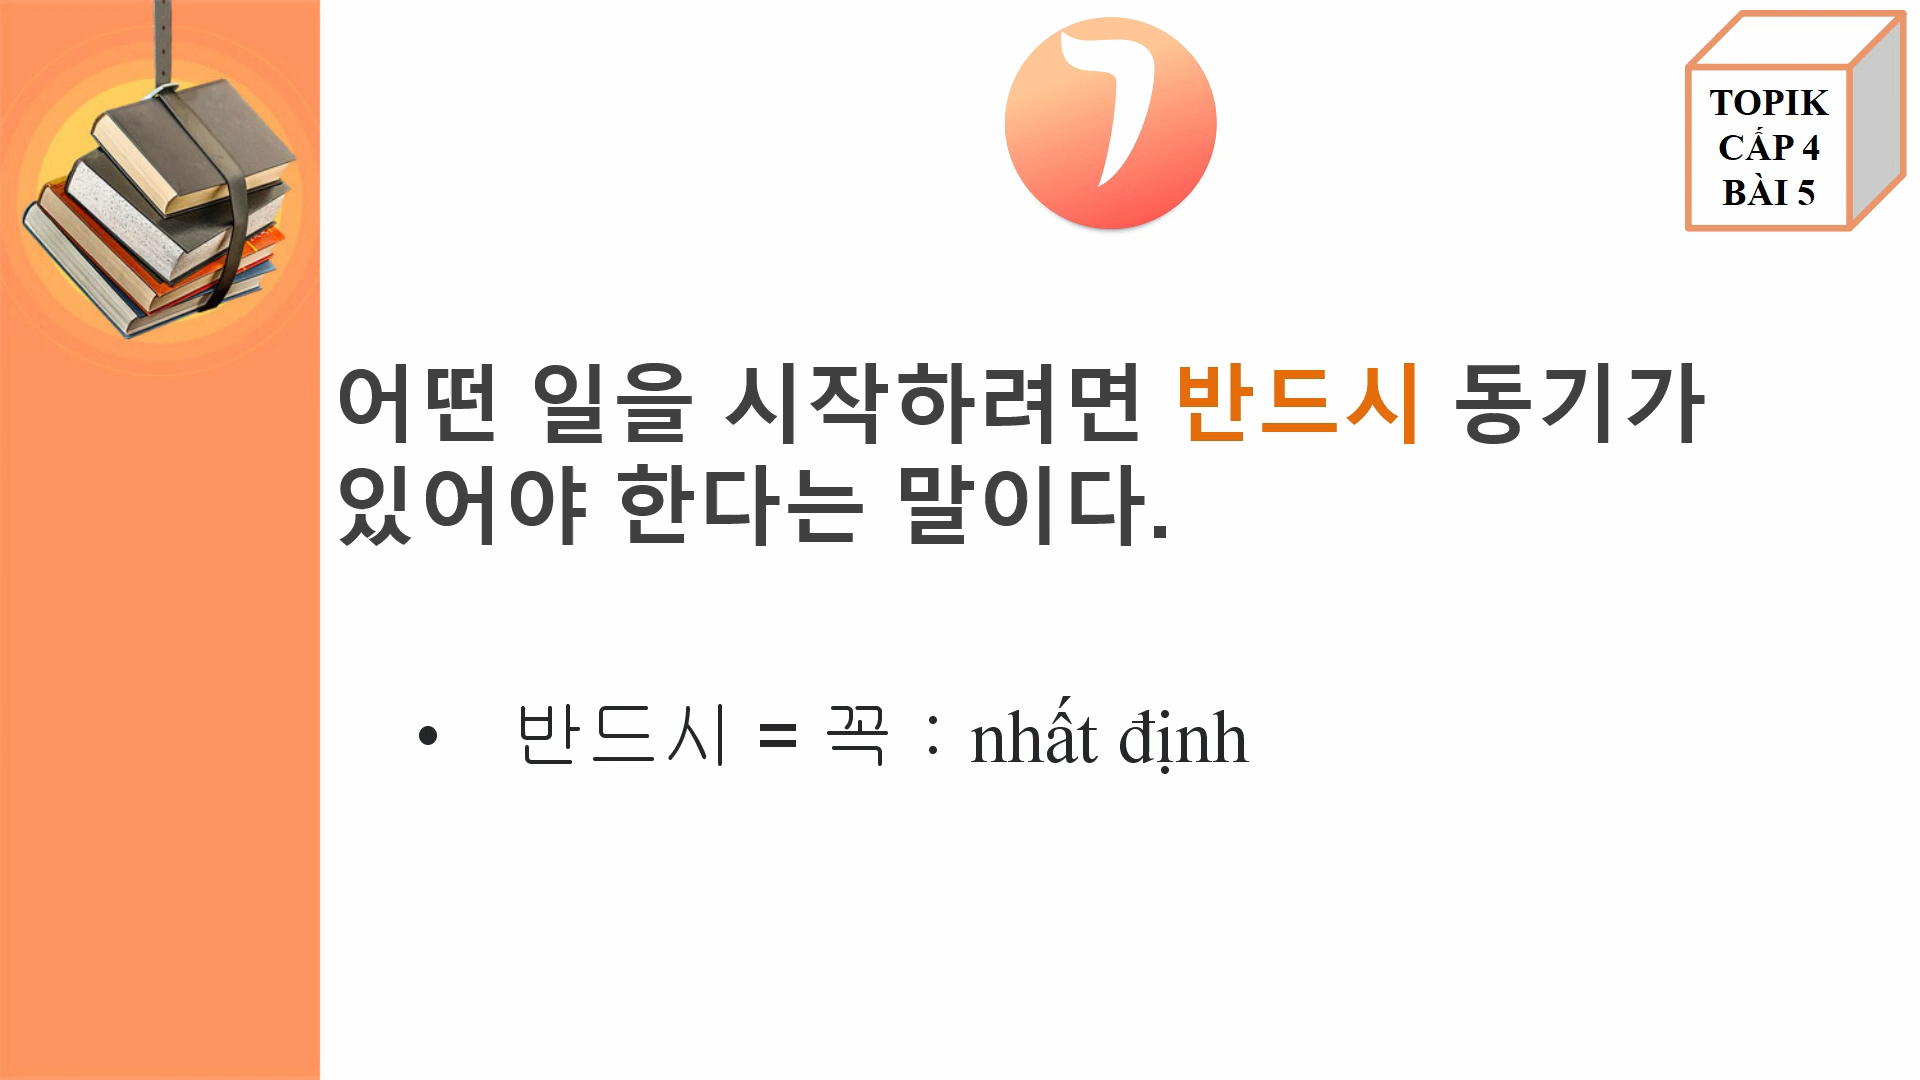 TOPIK
CẤP 4
BÀI 5
어떤 일을 시작하려면 반드시 동기가
있어야 한다는 말이다.
• 반드시 = 꼭 : nhất định